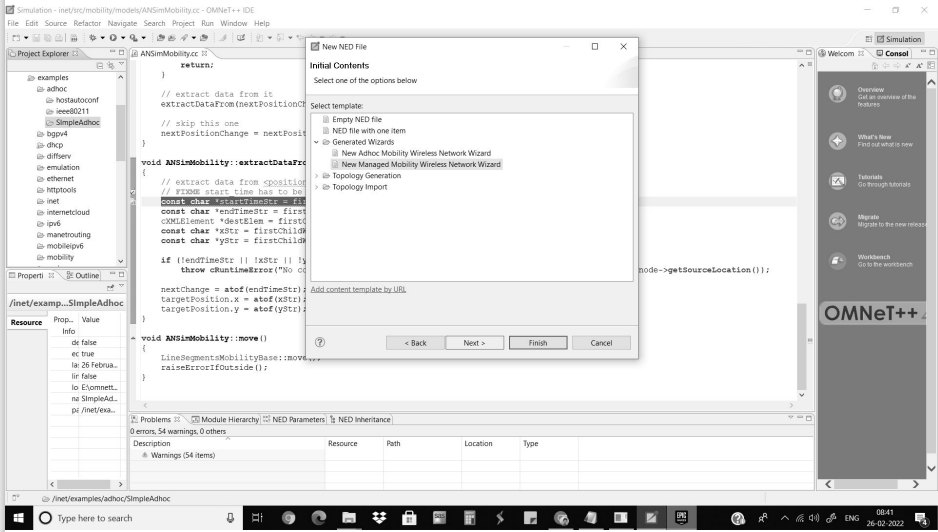 Simulation - inet/src/mobility/models/ANSimMobility.cc - OMNeT++ IDE
File Edit Source Refactor Navigate Search Project Run Window Help
Simulation
Project Explorer
examples
adhoc
hostautoconf
ieee80211
SImpleAdhoc
bgpv4
dhcp
diffserv
emulation
ethernet
httptools
inet
internetcloud
ipv6
manetrouting
mobileipv6
mobility
Properti
Outline
/inet/examp...SImpleAdhoc
Resource
Prop... Value
Info
de false
ec true
la: 26 Februa...
lir false
lo E:\omnett...
na SImpleAd...
pa /inet/exa...
ANSimMobility.cc
return;
}
// extract data from it
extractDataFrom(nextPositionCh
// skip this one
nextPositionChange = nextPosit
}
void ANSimMobility::extractDataFro
{
// extract data from <position
// FIXME start time has to be
const char *startTimeStr = fir
const char *endTimeStr = first
cXMLElement *destElem = firstC
const char *xStr = firstChildW
const char *yStr = firstChildW
if (!endTimeStr || !xStr || !y
throw cRuntimeError("No co
node->getSourceLocation());
nextChange = atof(endTimeStr);
targetPosition.x = atof(xStr);
targetPosition.y = atof(yStr);
}
void ANSimMobility::move()
{
LineSegmentsMobilityBase::move();
raiseErrorIfOutside();
}
New NED File
Initial Contents
Select one of the options below
Select template:
Empty NED file
NED file with one item
Generated Wizards
New Adhoc Mobility Wireless Network Wizard
New Managed Mobility Wireless Network Wizard
Topology Generation
Topology Import
Add content template by URL
< Back
Next >
Finish
Cancel
Problems
Module Hierarchy
NED Parameters
NED Inheritance
0 errors, 54 warnings, 0 others
Description Resource Path Location Type
Warnings (54 items)
Welcom
Consol
Overview
Get an overview of the features
What's New
Find out what is new
Tutorials
Go through tutorials
Migrate
Migrate to the new release
Workbench
Go to the workbench
OMNeT++
/inet/examples/adhoc/SImpleAdhoc
Type here to search
ENG
08:41
26-02-2022